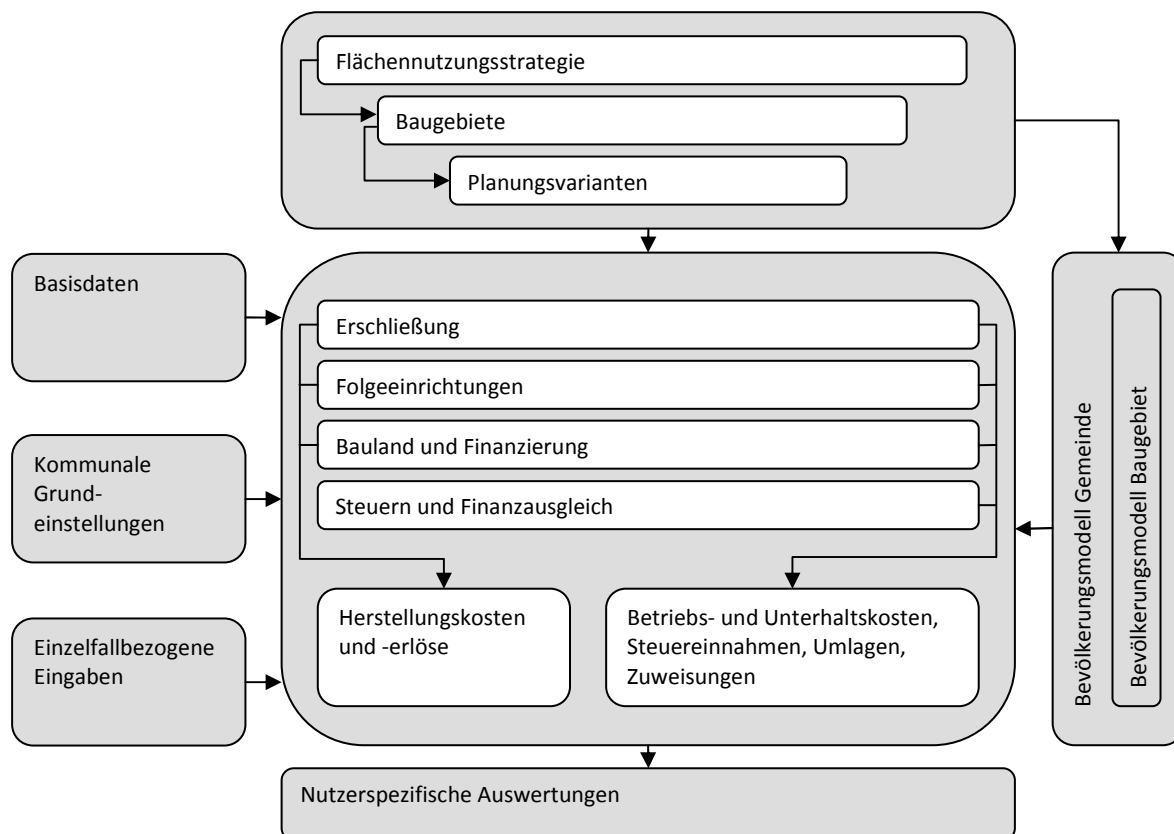 Flächennutzungsstrategie
Baugebiete
Planungsvarianten
Basisdaten
Kommunale
Grund-
einstellungen
Einzelfallbezogene
Eingaben
Erschließung
Folgeeinrichtungen
Bauland und Finanzierung
Steuern und Finanzausgleich
Herstellungskosten
und -erlöse
Betriebs- und Unterhaltskosten,
Steuereinnahmen, Umlagen,
Zuweisungen
Bevölkerungsmodell Gemeinde
Bevölkerungsmodell Baugebiet
Nutzerspezifische Auswertungen